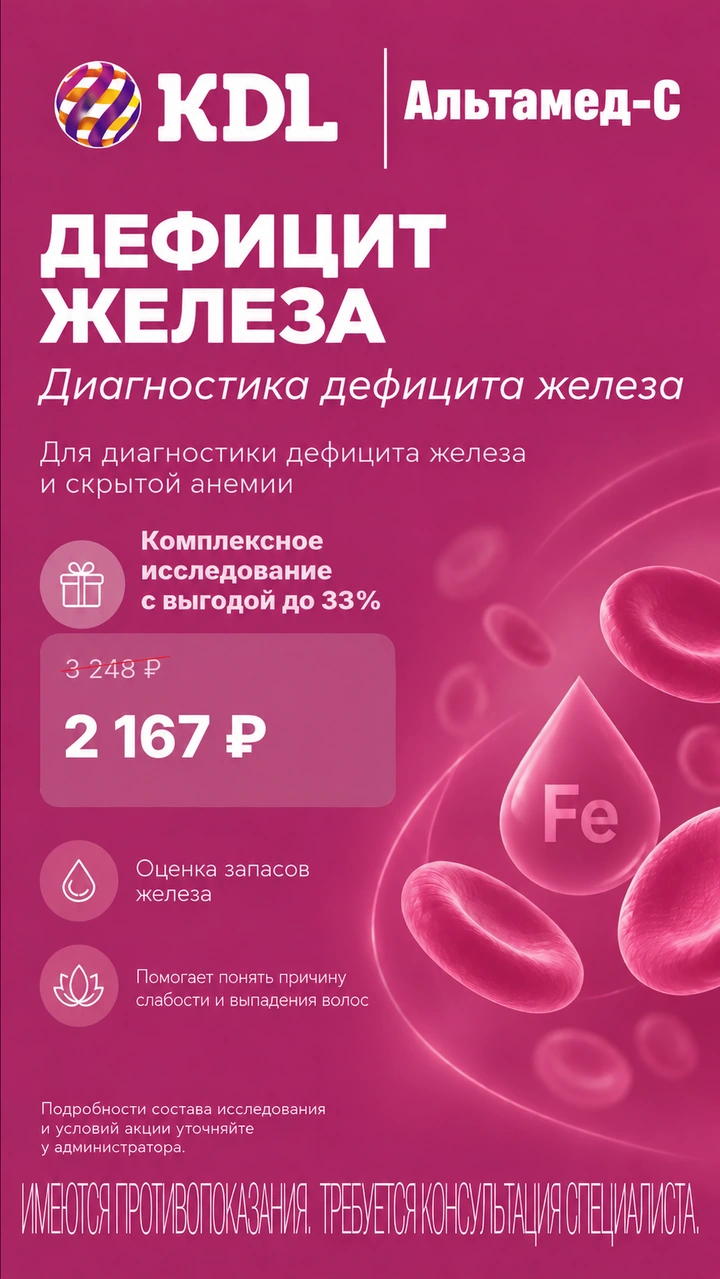 KDL
Альтамед-С
ДЕФИЦИТ
ЖЕЛЕЗА
Диагностика дефицита железа
Для диагностики дефицита железа
и скрытой анемии
Комплексное
исследование
с выгодой до 33%
3 248 ₽
2 167 ₽
Fe
Оценка запасов
железа
Помогает понять причину
слабости и выпадения волос
Подробности состава исследования
и условий акции уточняйте
у администратора.
ИМЕЮТСЯ ПРОТИВОПОКАЗАНИЯ. ТРЕБУЕТСЯ КОНСУЛЬТАЦИЯ СПЕЦИАЛИСТА.